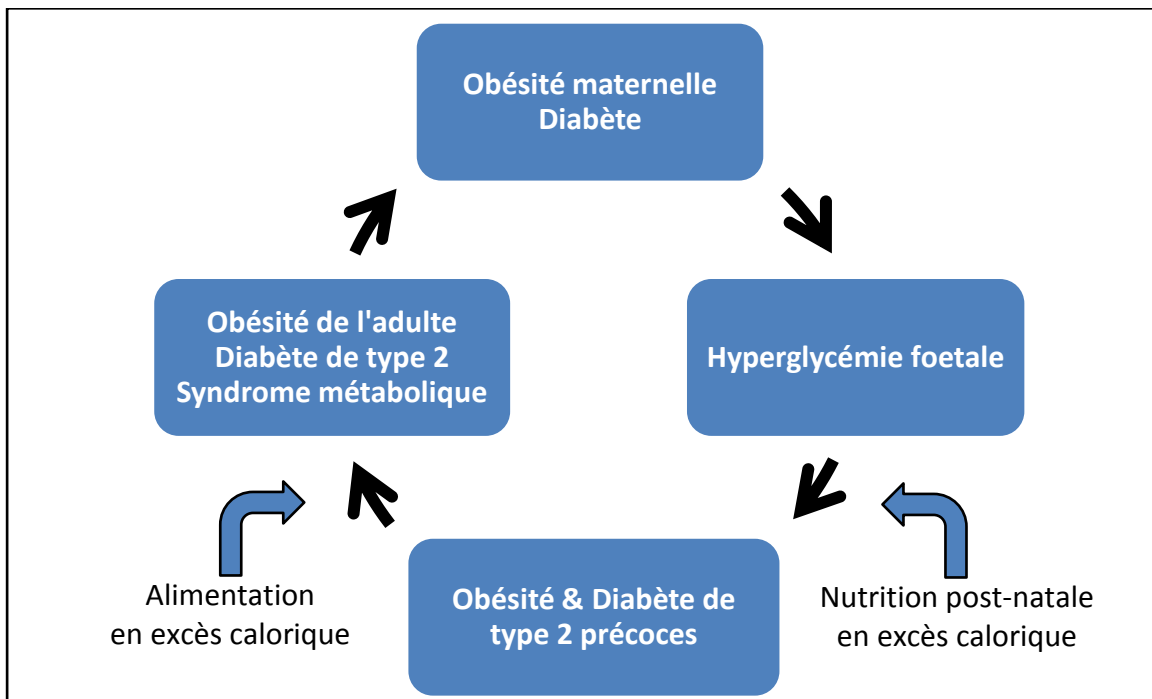 Obésité maternelle
Diabète
Obésité de l'adulte
Diabète de type 2
Syndrome métabolique
Hyperglycémie foetale
Alimentation
en excès calorique
Obésité & Diabète de
type 2 précoces
Nutrition post-natale
en excès calorique